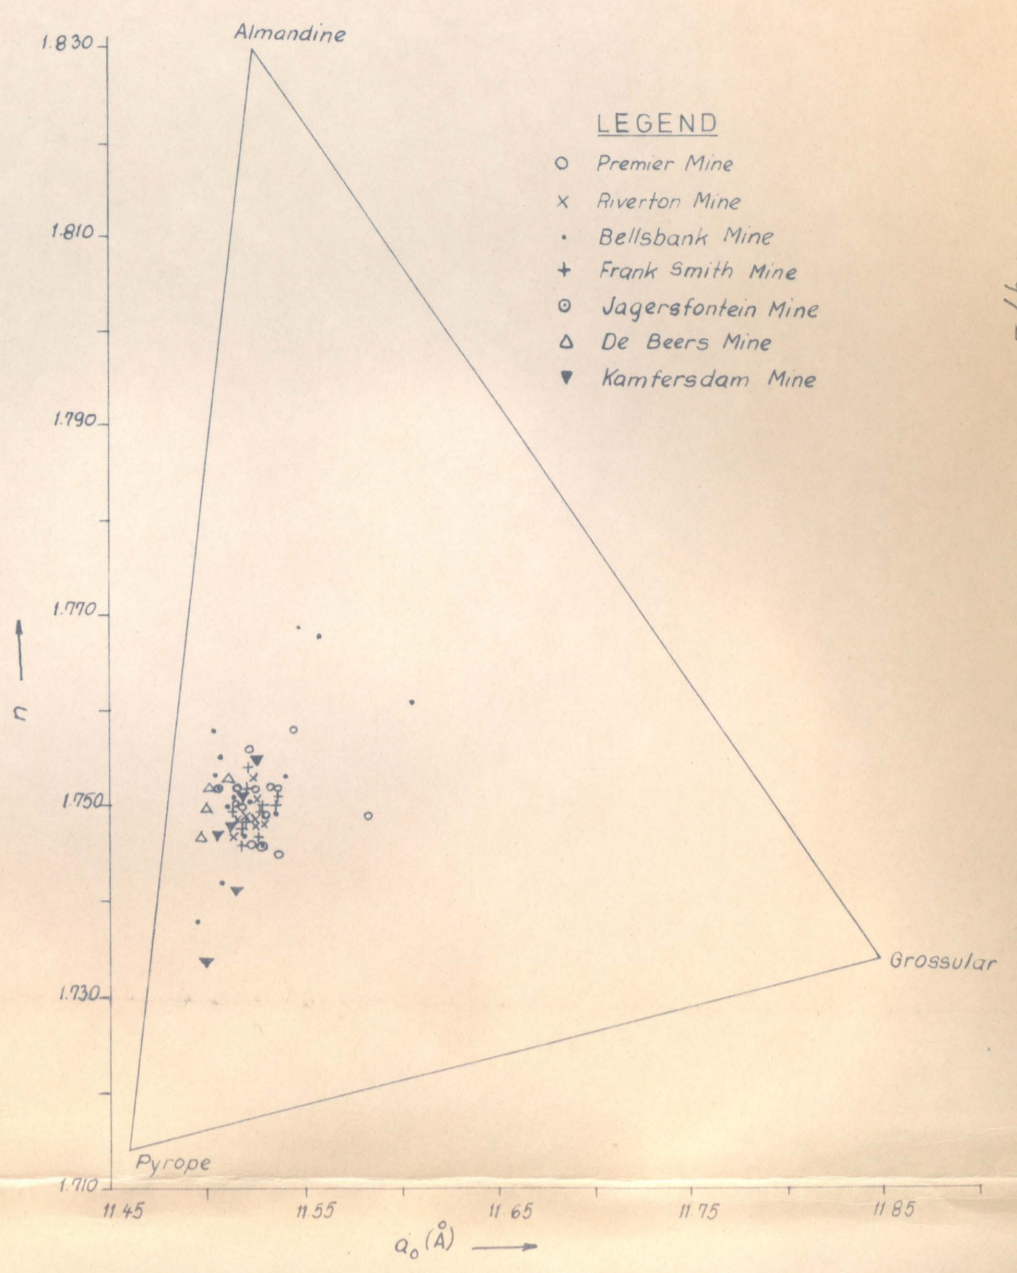 Almandine
1.830
LEGEND
Premier Mine
Riverton Mine
1.810
Bellsbank Mine
Frank Smith Mine
Jagersfontein Mine
De Beers Mine
Kamfersdam Mine
1.790
1.770
n
1.750
Grossular
1.730
Pyrope
1.710
11.45 11.55 11.65 11.75 11.85
a₀ (Å)